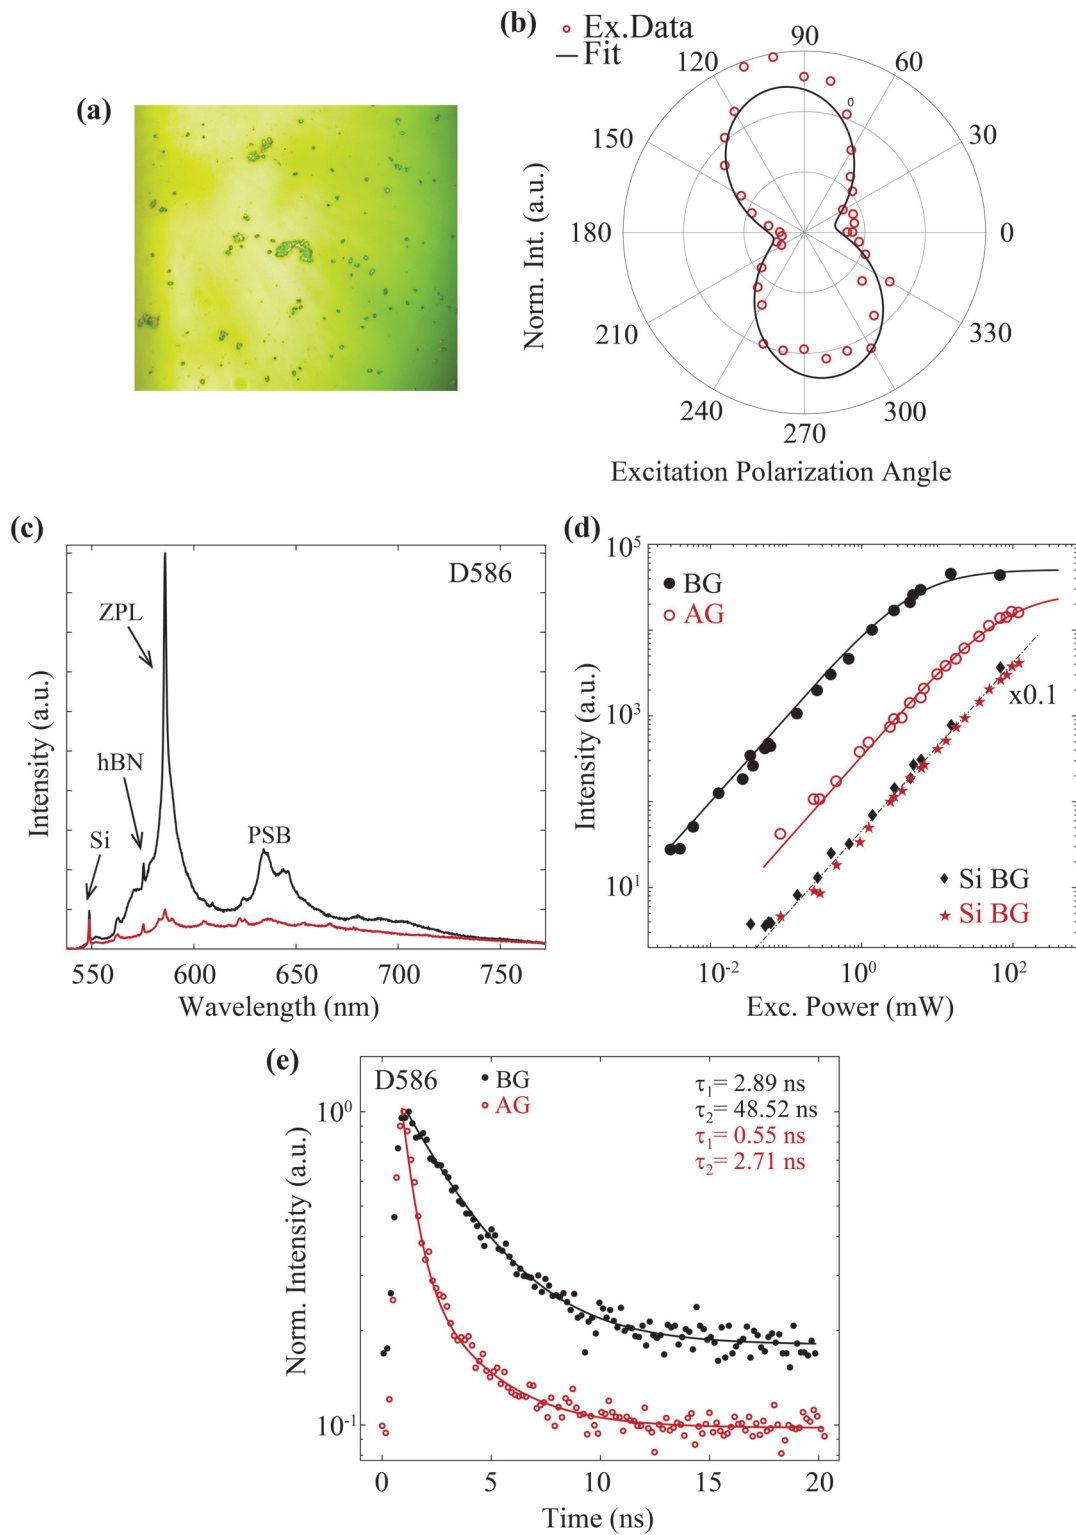 (a)
(b)
Ex.Data
Fit
90
120
60
150
30
180
0
0
210
330
240
300
270
Norm. Int. (a.u.)
Excitation Polarization Angle
(c)
D586
ZPL
hBN
Si
PSB
Intensity (a.u.)
550 600 650 700 750
Wavelength (nm)
(d)
BG
AG
10⁵
10³
10¹
x0.1
Si BG
Si BG
Intensity (a.u.)
10⁻² 10⁰ 10²
Exc. Power (mW)
(e)
D586
BG
AG
τ₁= 2.89 ns
τ₂= 48.52 ns
τ₁= 0.55 ns
τ₂= 2.71 ns
10⁰
10⁻¹
Norm. Intensity (a.u.)
0 5 10 15 20
Time (ns)